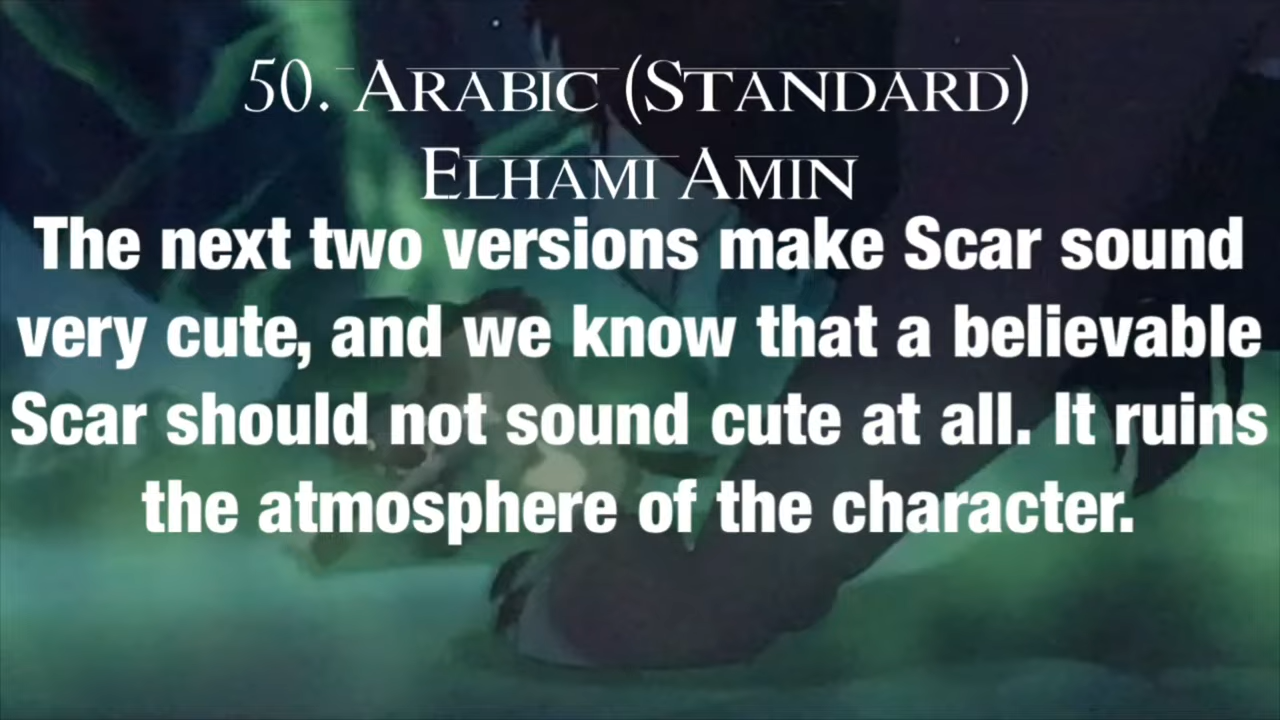 50. Arabic (Standard)
Elhami Amin
The next two versions make Scar sound
very cute, and we know that a believable
Scar should not sound cute at all. It ruins
the atmosphere of the character.